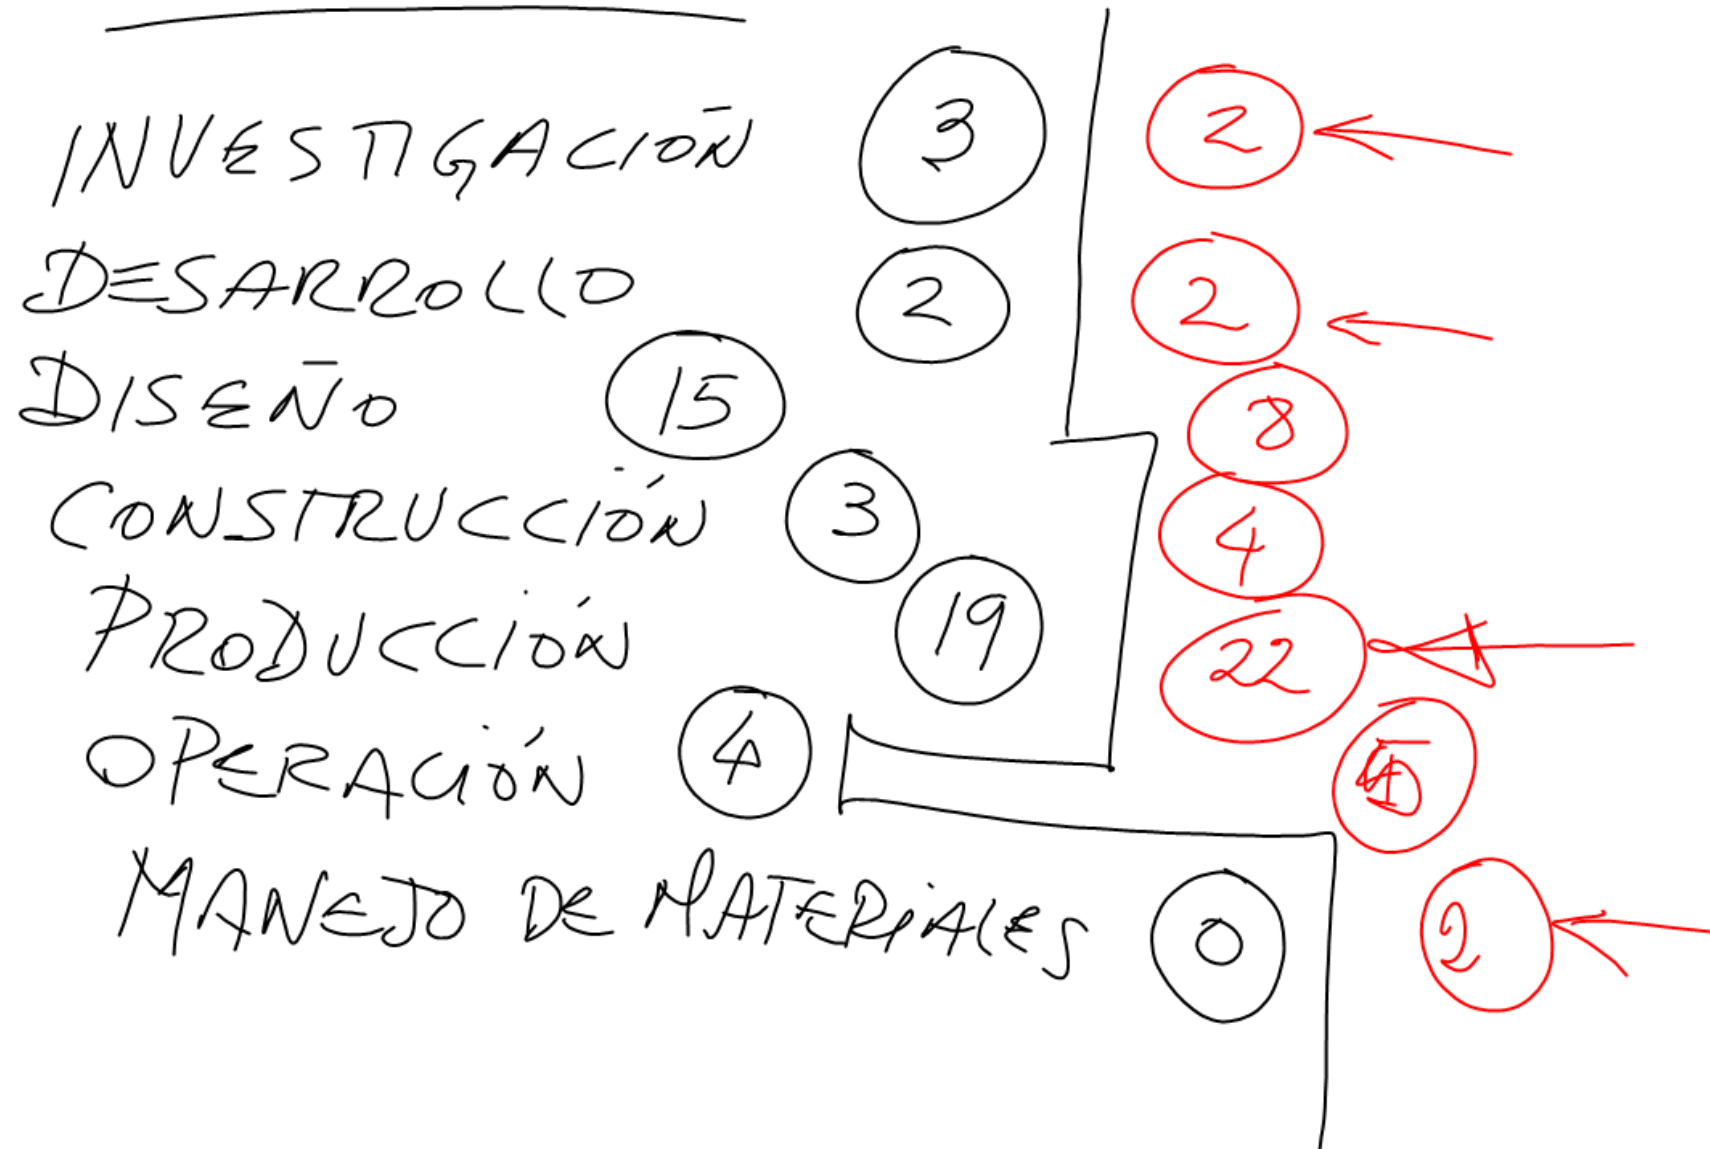 INVESTIGACIÓN 3 2
DESARROLLO 2 2
DISEÑO 15 8
CONSTRUCCIÓN 3 4
PRODUCCIÓN 19 22
OPERACIÓN 4
MANEJO DE MATERIALES 0 2